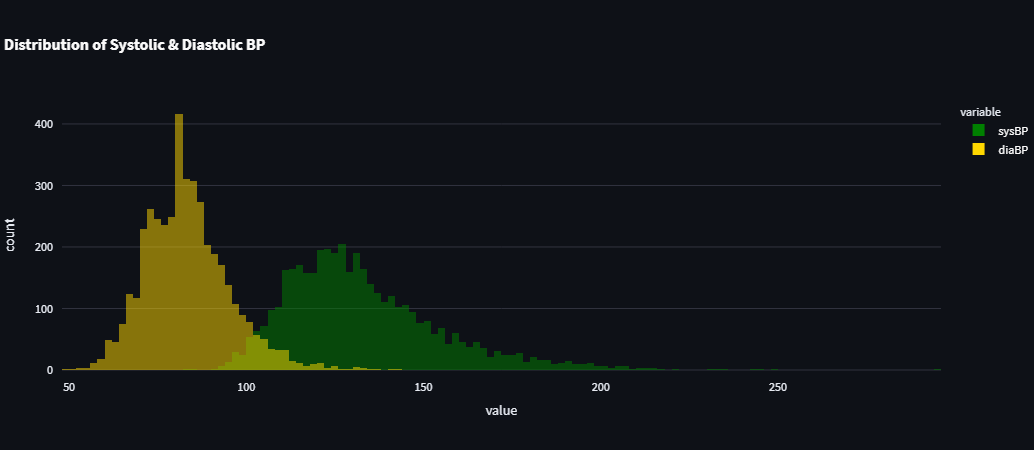 Distribution of Systolic & Diastolic BP
variable
sysBP
diaBP
400
300
200
100
0
count
50 100 150 200 250
value